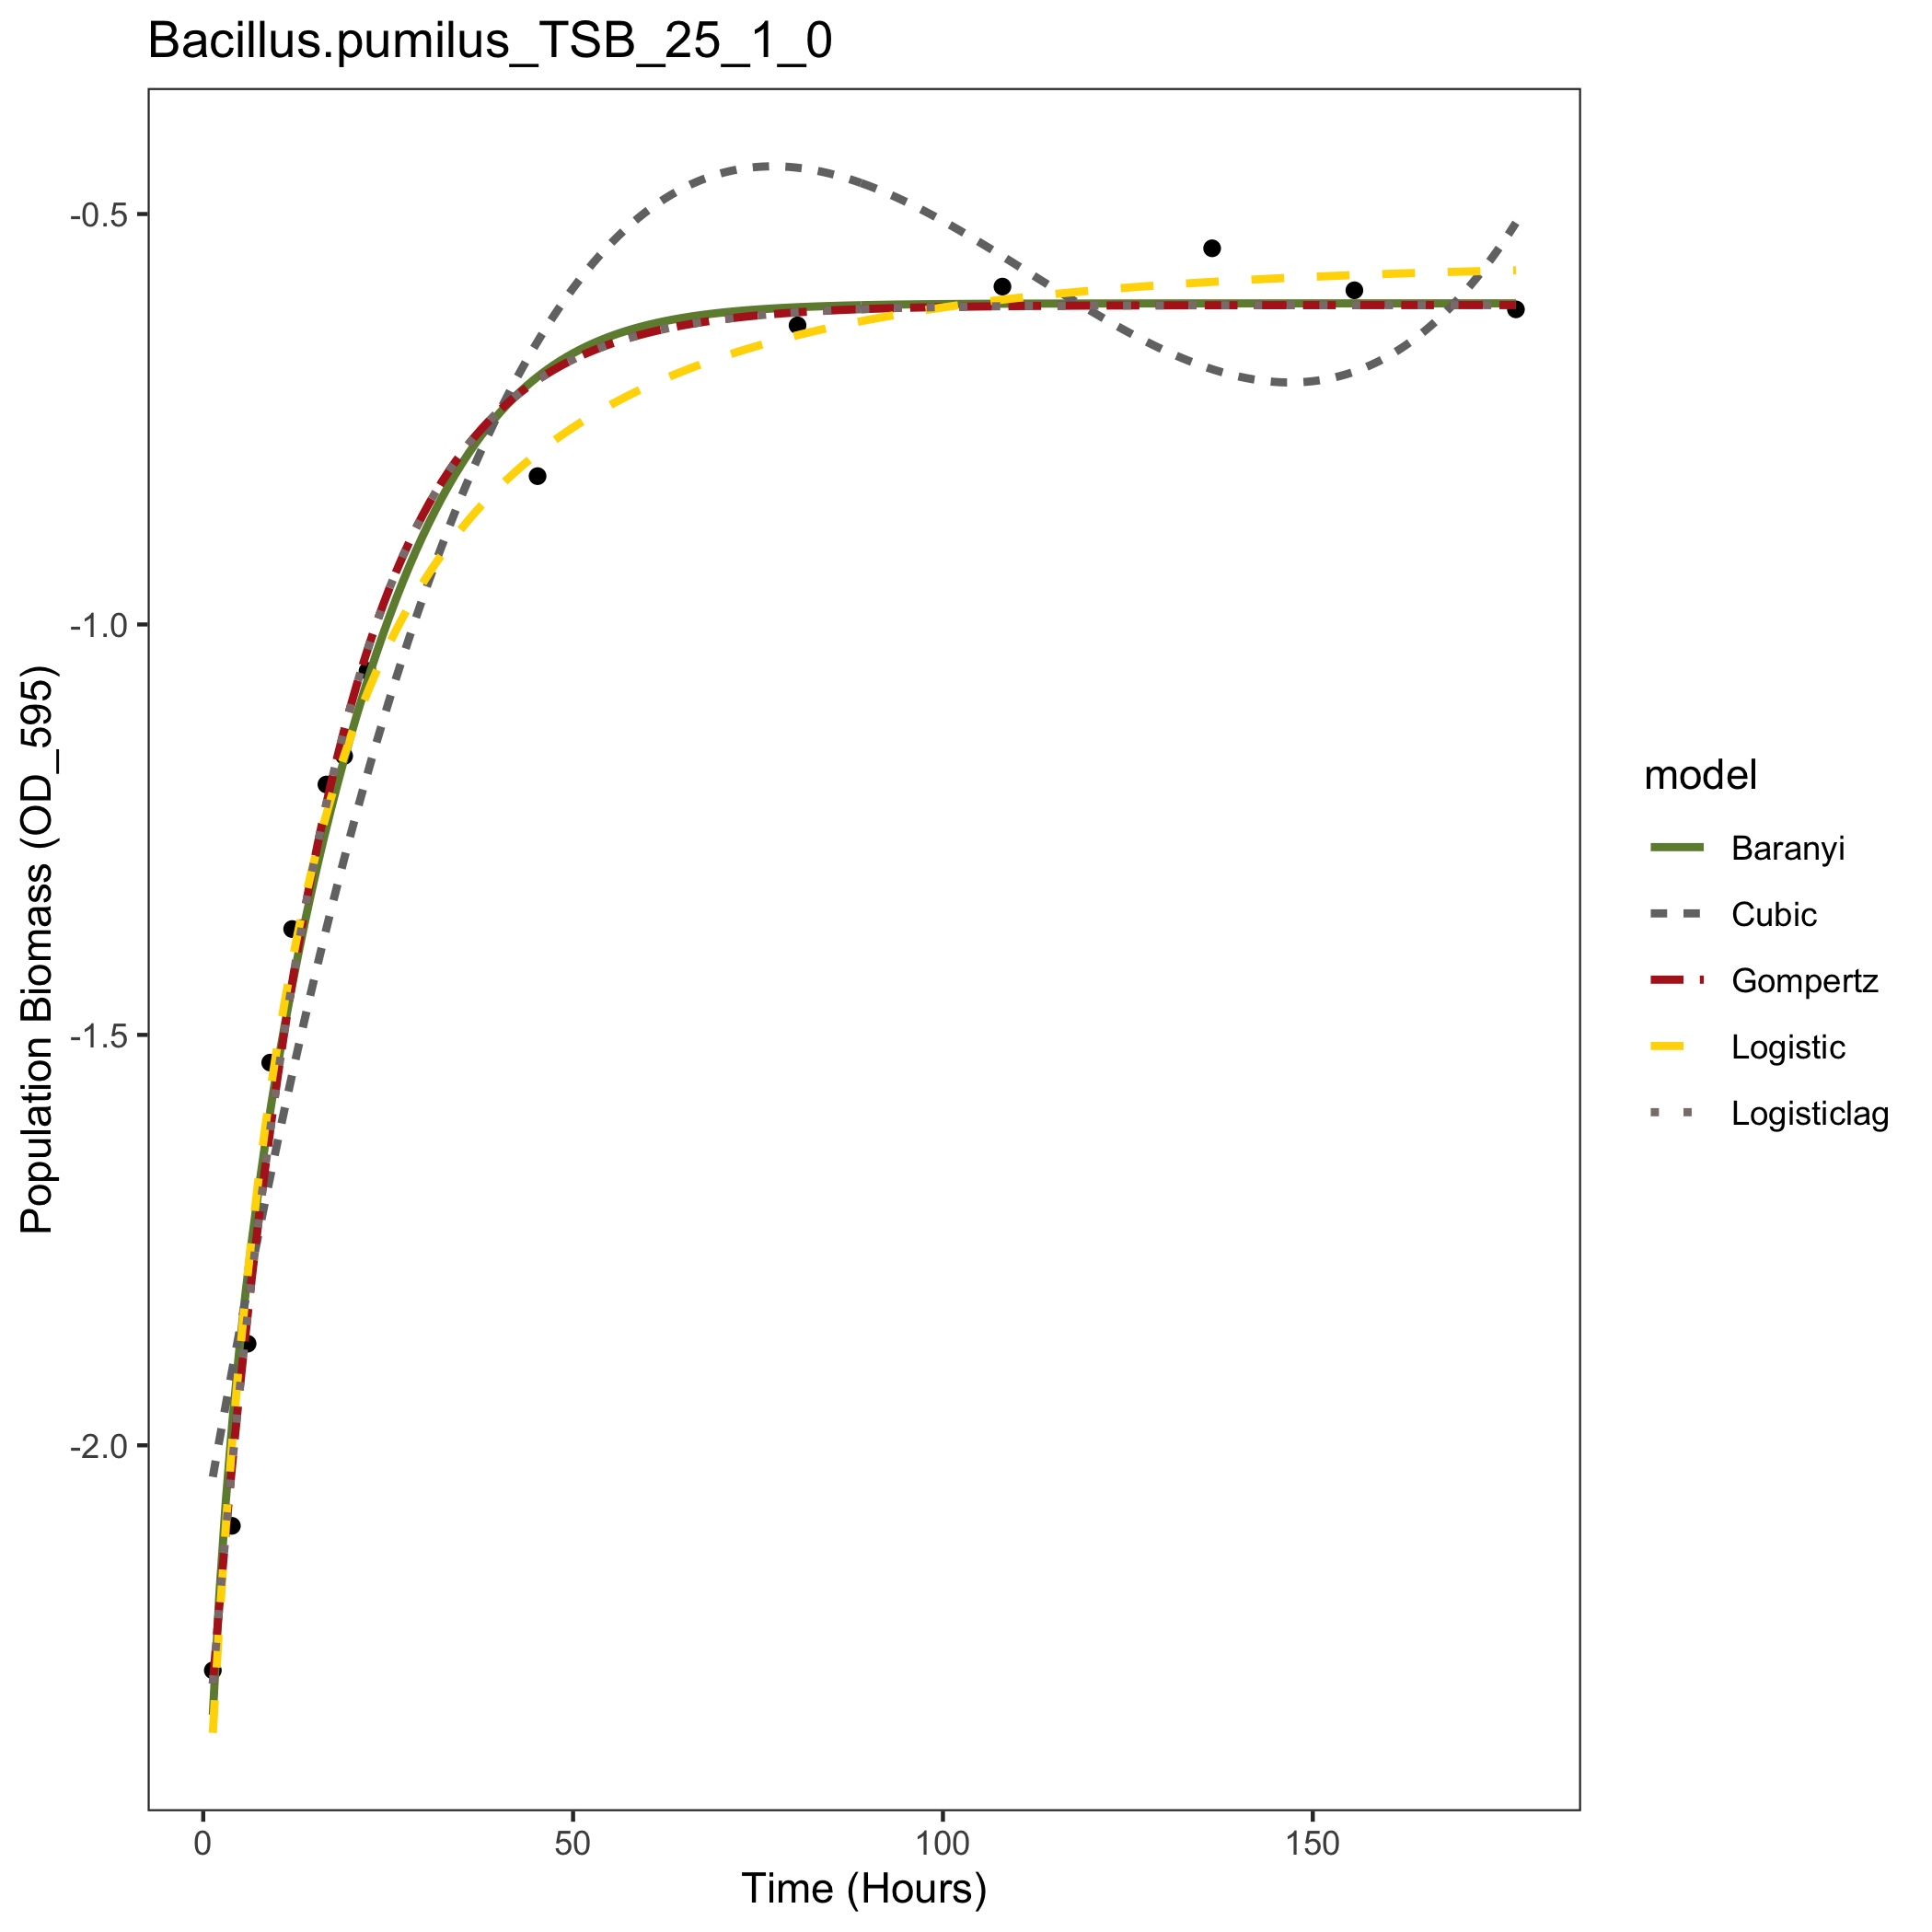 Bacillus.pumilus_TSB_25_1_0
Population Biomass (OD_595)
-0.5
-1.0
-1.5
-2.0
0 50 100 150
Time (Hours)
model
Baranyi
Cubic
Gompertz
Logistic
Logisticlag